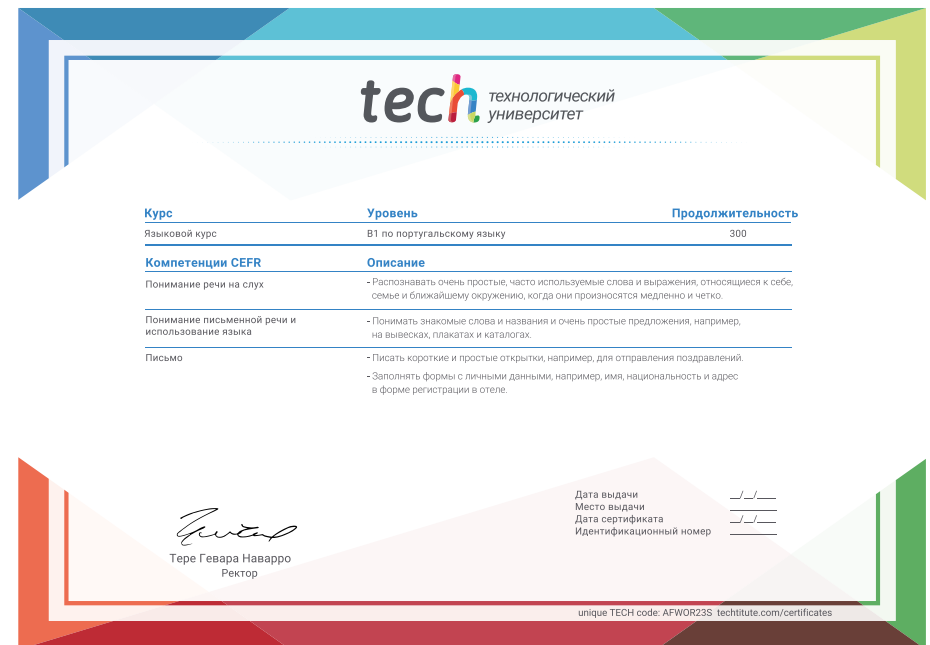 tech технологический
университет
Курс Уровень Продолжительность
Языковой курс B1 по португальскому языку 300
Компетенции CEFR Описание
Понимание речи на слух
- Распознавать очень простые, часто используемые слова и выражения, относящиеся к себе,
семье и ближайшему окружению, когда они произносятся медленно и четко.
Понимание письменной речи и
использование языка
- Понимать знакомые слова и названия и очень простые предложения, например,
на вывесках, плакатах и каталогах.
Письмо
- Писать короткие и простые открытки, например, для отправления поздравлений.
- Заполнять формы с личными данными, например, имя, национальность и адрес
в форме регистрации в отеле.
Дата выдачи __/__/____
Место выдачи ________
Дата сертификата __/__/____
Идентификационный номер ________
Тере Гевара Наварро
Ректор
unique TECH code: AFWOR23S techtitute.com/certificates